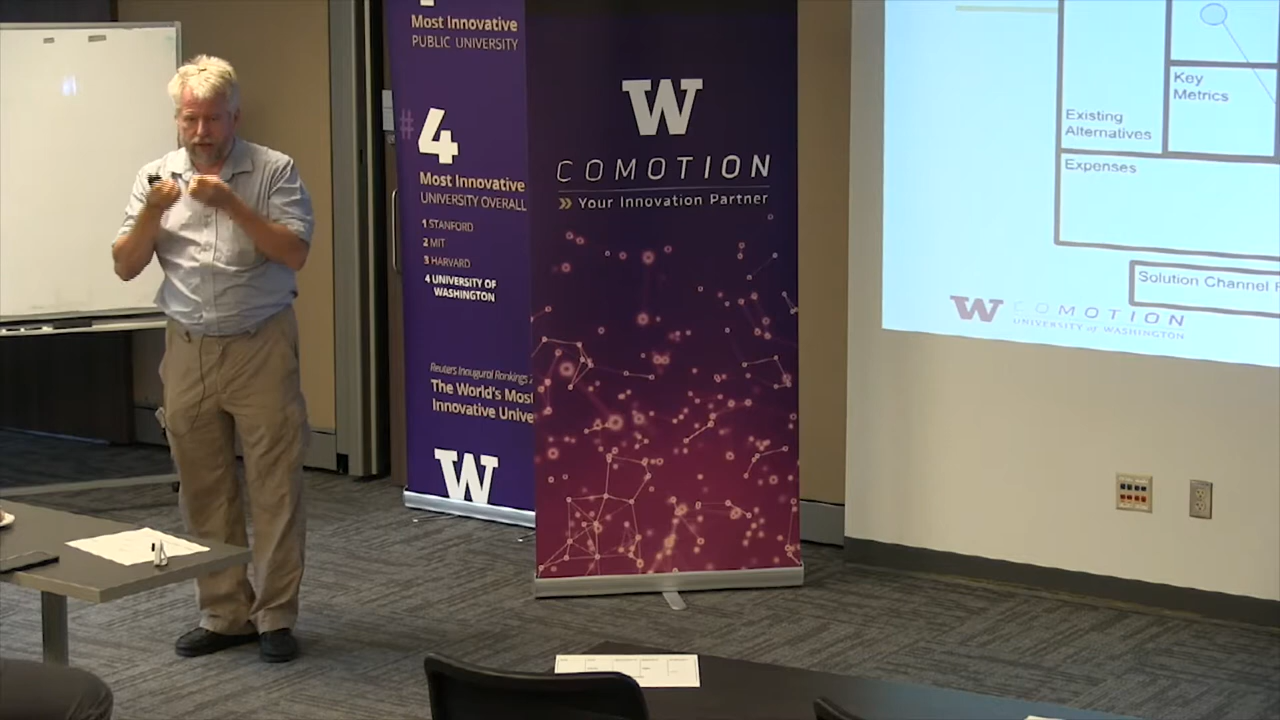 Most Innovative
PUBLIC UNIVERSITY
#4
Most Innovative
UNIVERSITY OVERALL
1 STANFORD
2 MIT
3 HARVARD
4 UNIVERSITY OF
WASHINGTON
Reuters Inaugural Rankings
The World's Most
Innovative Unive
W
W
COMOTION
» Your Innovation Partner
Key
Metrics
Existing
Alternatives
Expenses
Solution Channel F
W COMOTION
UNIVERSITY of WASHINGTON